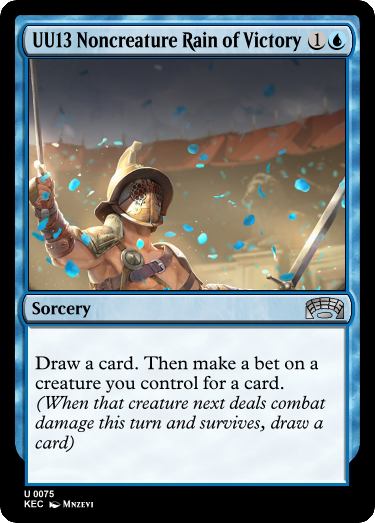 UU13 Noncreature Rain of Victory 1
Sorcery
Draw a card. Then make a bet on a
creature you control for a card.
(When that creature next deals combat
damage this turn and survives, draw a
card)
U 0075
KEC Mnzevi